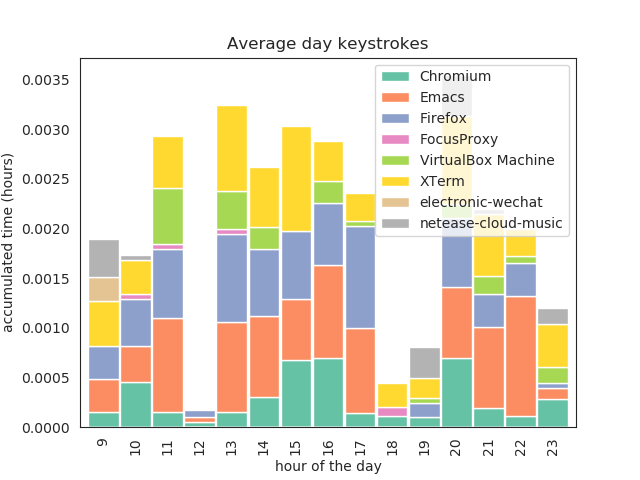 Average day keystrokes
accumulated time (hours)
0.0035
0.0030
0.0025
0.0020
0.0015
0.0010
0.0005
0.0000
Chromium
Emacs
Firefox
FocusProxy
VirtualBox Machine
XTerm
electronic-wechat
netease-cloud-music
9 10 11 12 13 14 15 16 17 18 19 20 21 22 23
hour of the day